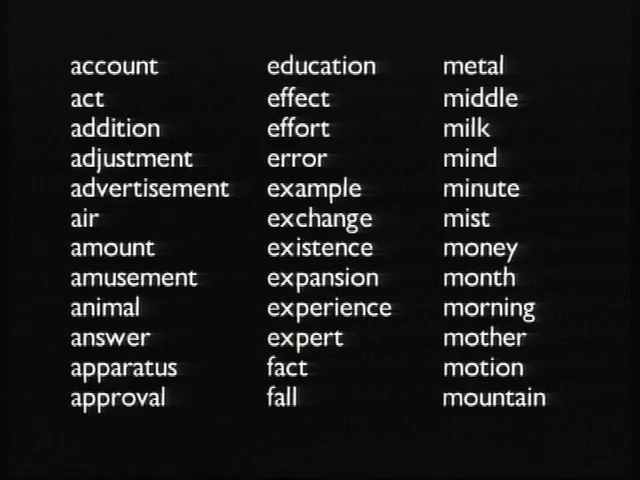 account education metal
act effect middle
addition effort milk
adjustment error mind
advertisement example minute
air exchange mist
amount existence money
amusement expansion month
animal experience morning
answer expert mother
apparatus fact motion
approval fall mountain